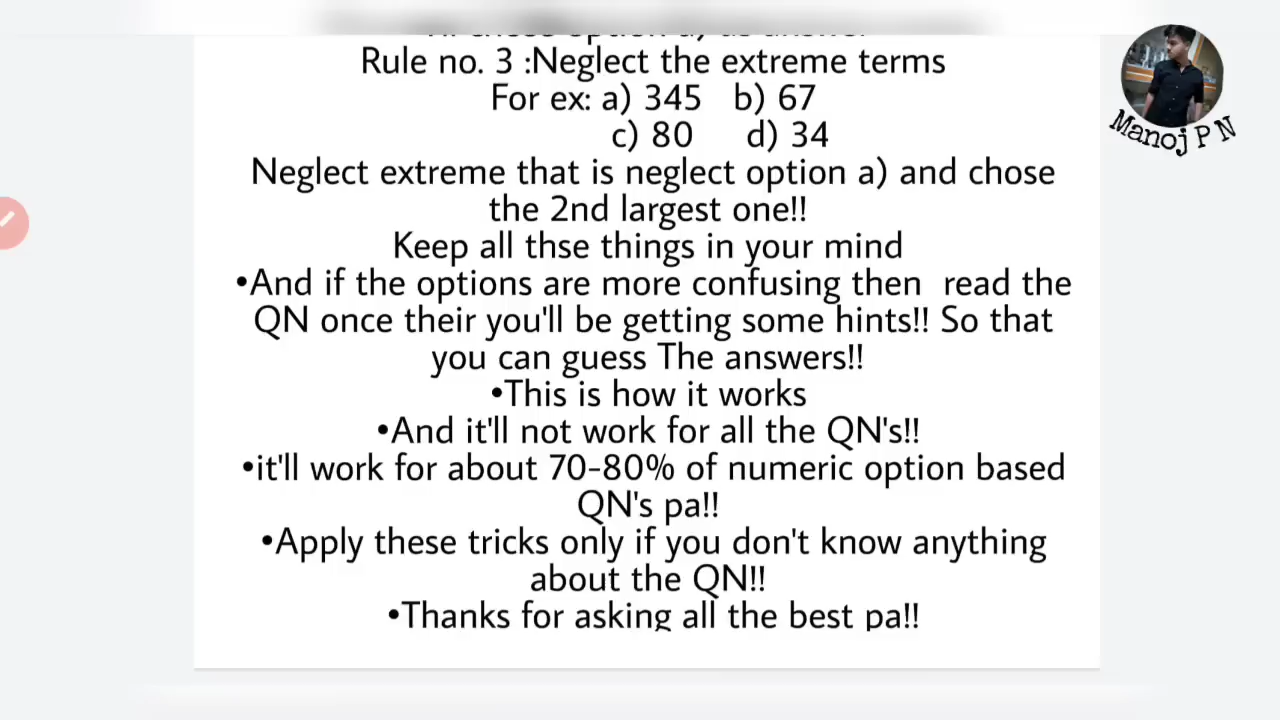 Rule no. 3 :Neglect the extreme terms
For ex: a) 345 b) 67
c) 80 d) 34
Neglect extreme that is neglect option a) and chose
the 2nd largest one!!
Keep all thse things in your mind
•And if the options are more confusing then read the
QN once their you'll be getting some hints!! So that
you can guess The answers!!
•This is how it works
•And it'll not work for all the QN's!!
•it'll work for about 70-80% of numeric option based
QN's pa!!
•Apply these tricks only if you don't know anything
about the QN!!
•Thanks for asking all the best pa!!
Manoj P N